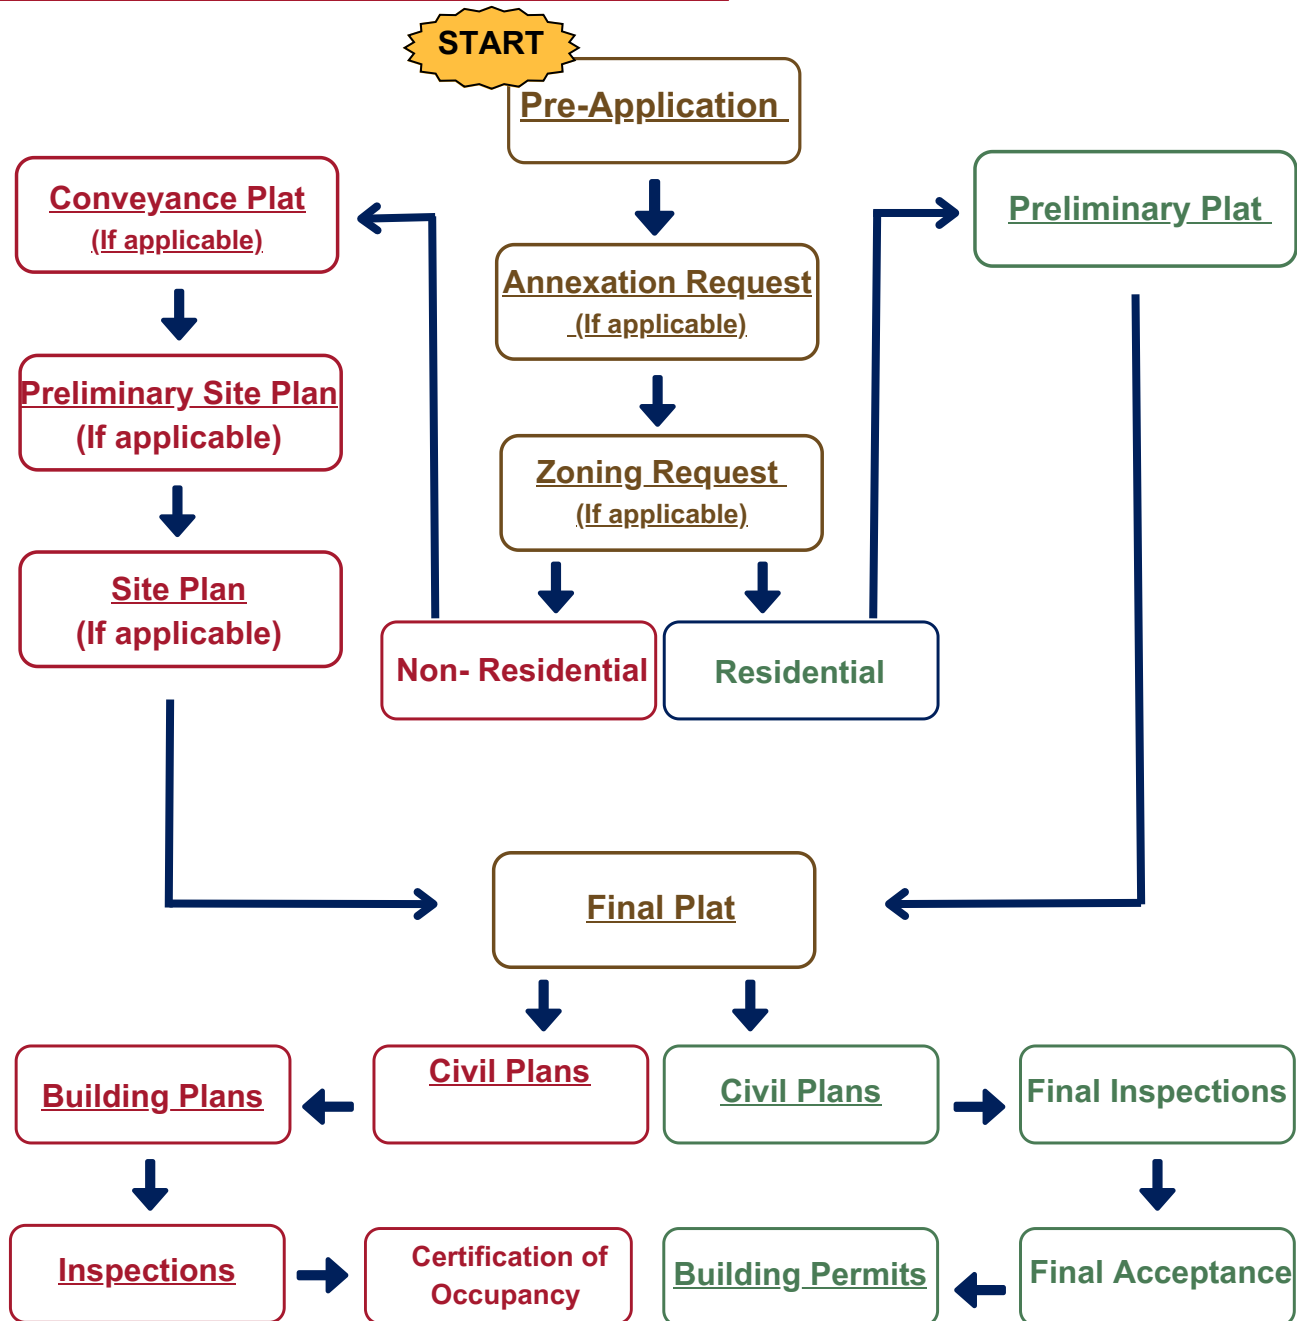 START
Pre-Application
Conveyance Plat
(If applicable)
Preliminary Plat
Annexation Request
(If applicable)
Preliminary Site Plan
(If applicable)
Zoning Request
(If applicable)
Site Plan
(If applicable)
Non- Residential
Residential
Final Plat
Building Plans
Civil Plans
Civil Plans
Final Inspections
Inspections
Certification of
Occupancy
Building Permits
Final Acceptance